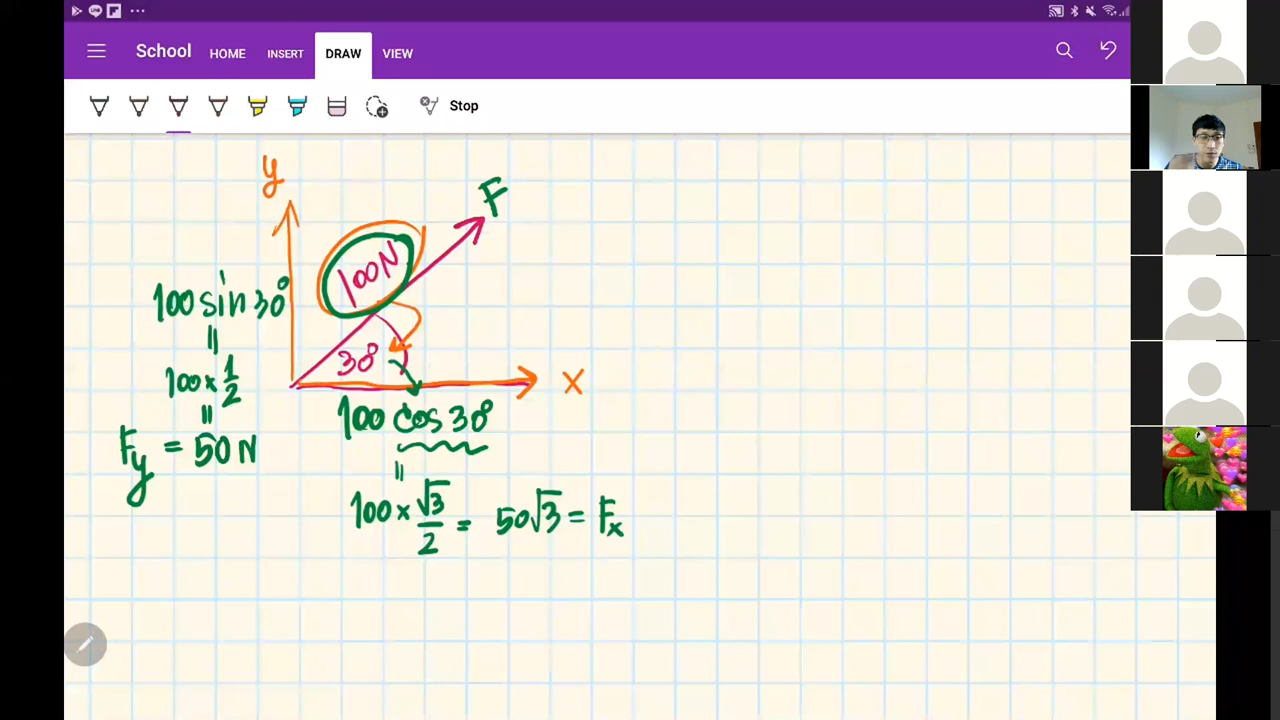 School HOME INSERT DRAW VIEW
Stop
y
F
100N
100 sin 30°
30°
=
100 × 1/2
x
=
100 cos 30°
Fy = 50 N
=
100 × √3/2 = 50√3 = Fx